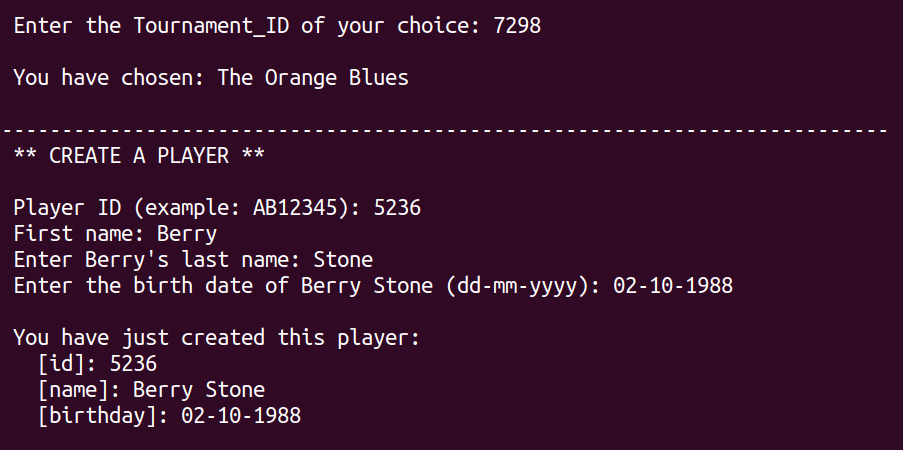 Enter the Tournament_ID of your choice: 7298
You have chosen: The Orange Blues
--------------------------------------------------------------------------
** CREATE A PLAYER **
Player ID (example: AB12345): 5236
First name: Berry
Enter Berry's last name: Stone
Enter the birth date of Berry Stone (dd-mm-yyyy): 02-10-1988
You have just created this player:
[id]: 5236
[name]: Berry Stone
[birthday]: 02-10-1988